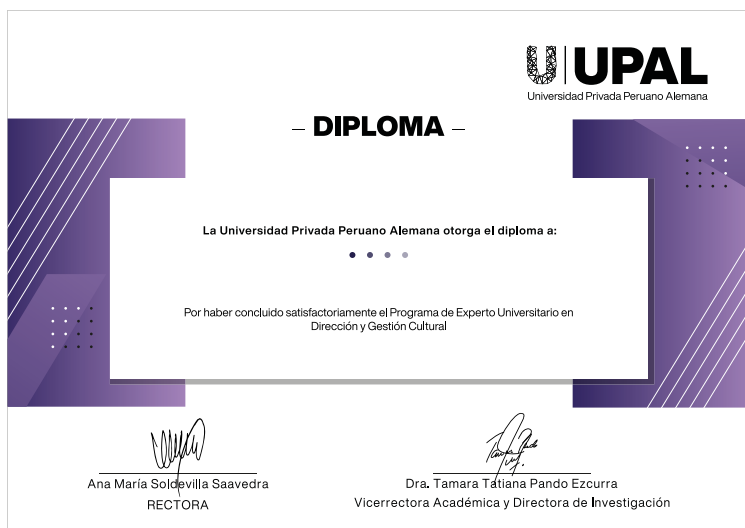 UPAL
Universidad Privada Peruano Alemana
– DIPLOMA –
La Universidad Privada Peruano Alemana otorga el diploma a:
Por haber concluido satisfactoriamente el Programa de Experto Universitario en
Dirección y Gestión Cultural
Ana María Soldevilla Saavedra
RECTORA
Dra. Tamara Tatiana Pando Ezcurra
Vicerrectora Académica y Directora de Investigación